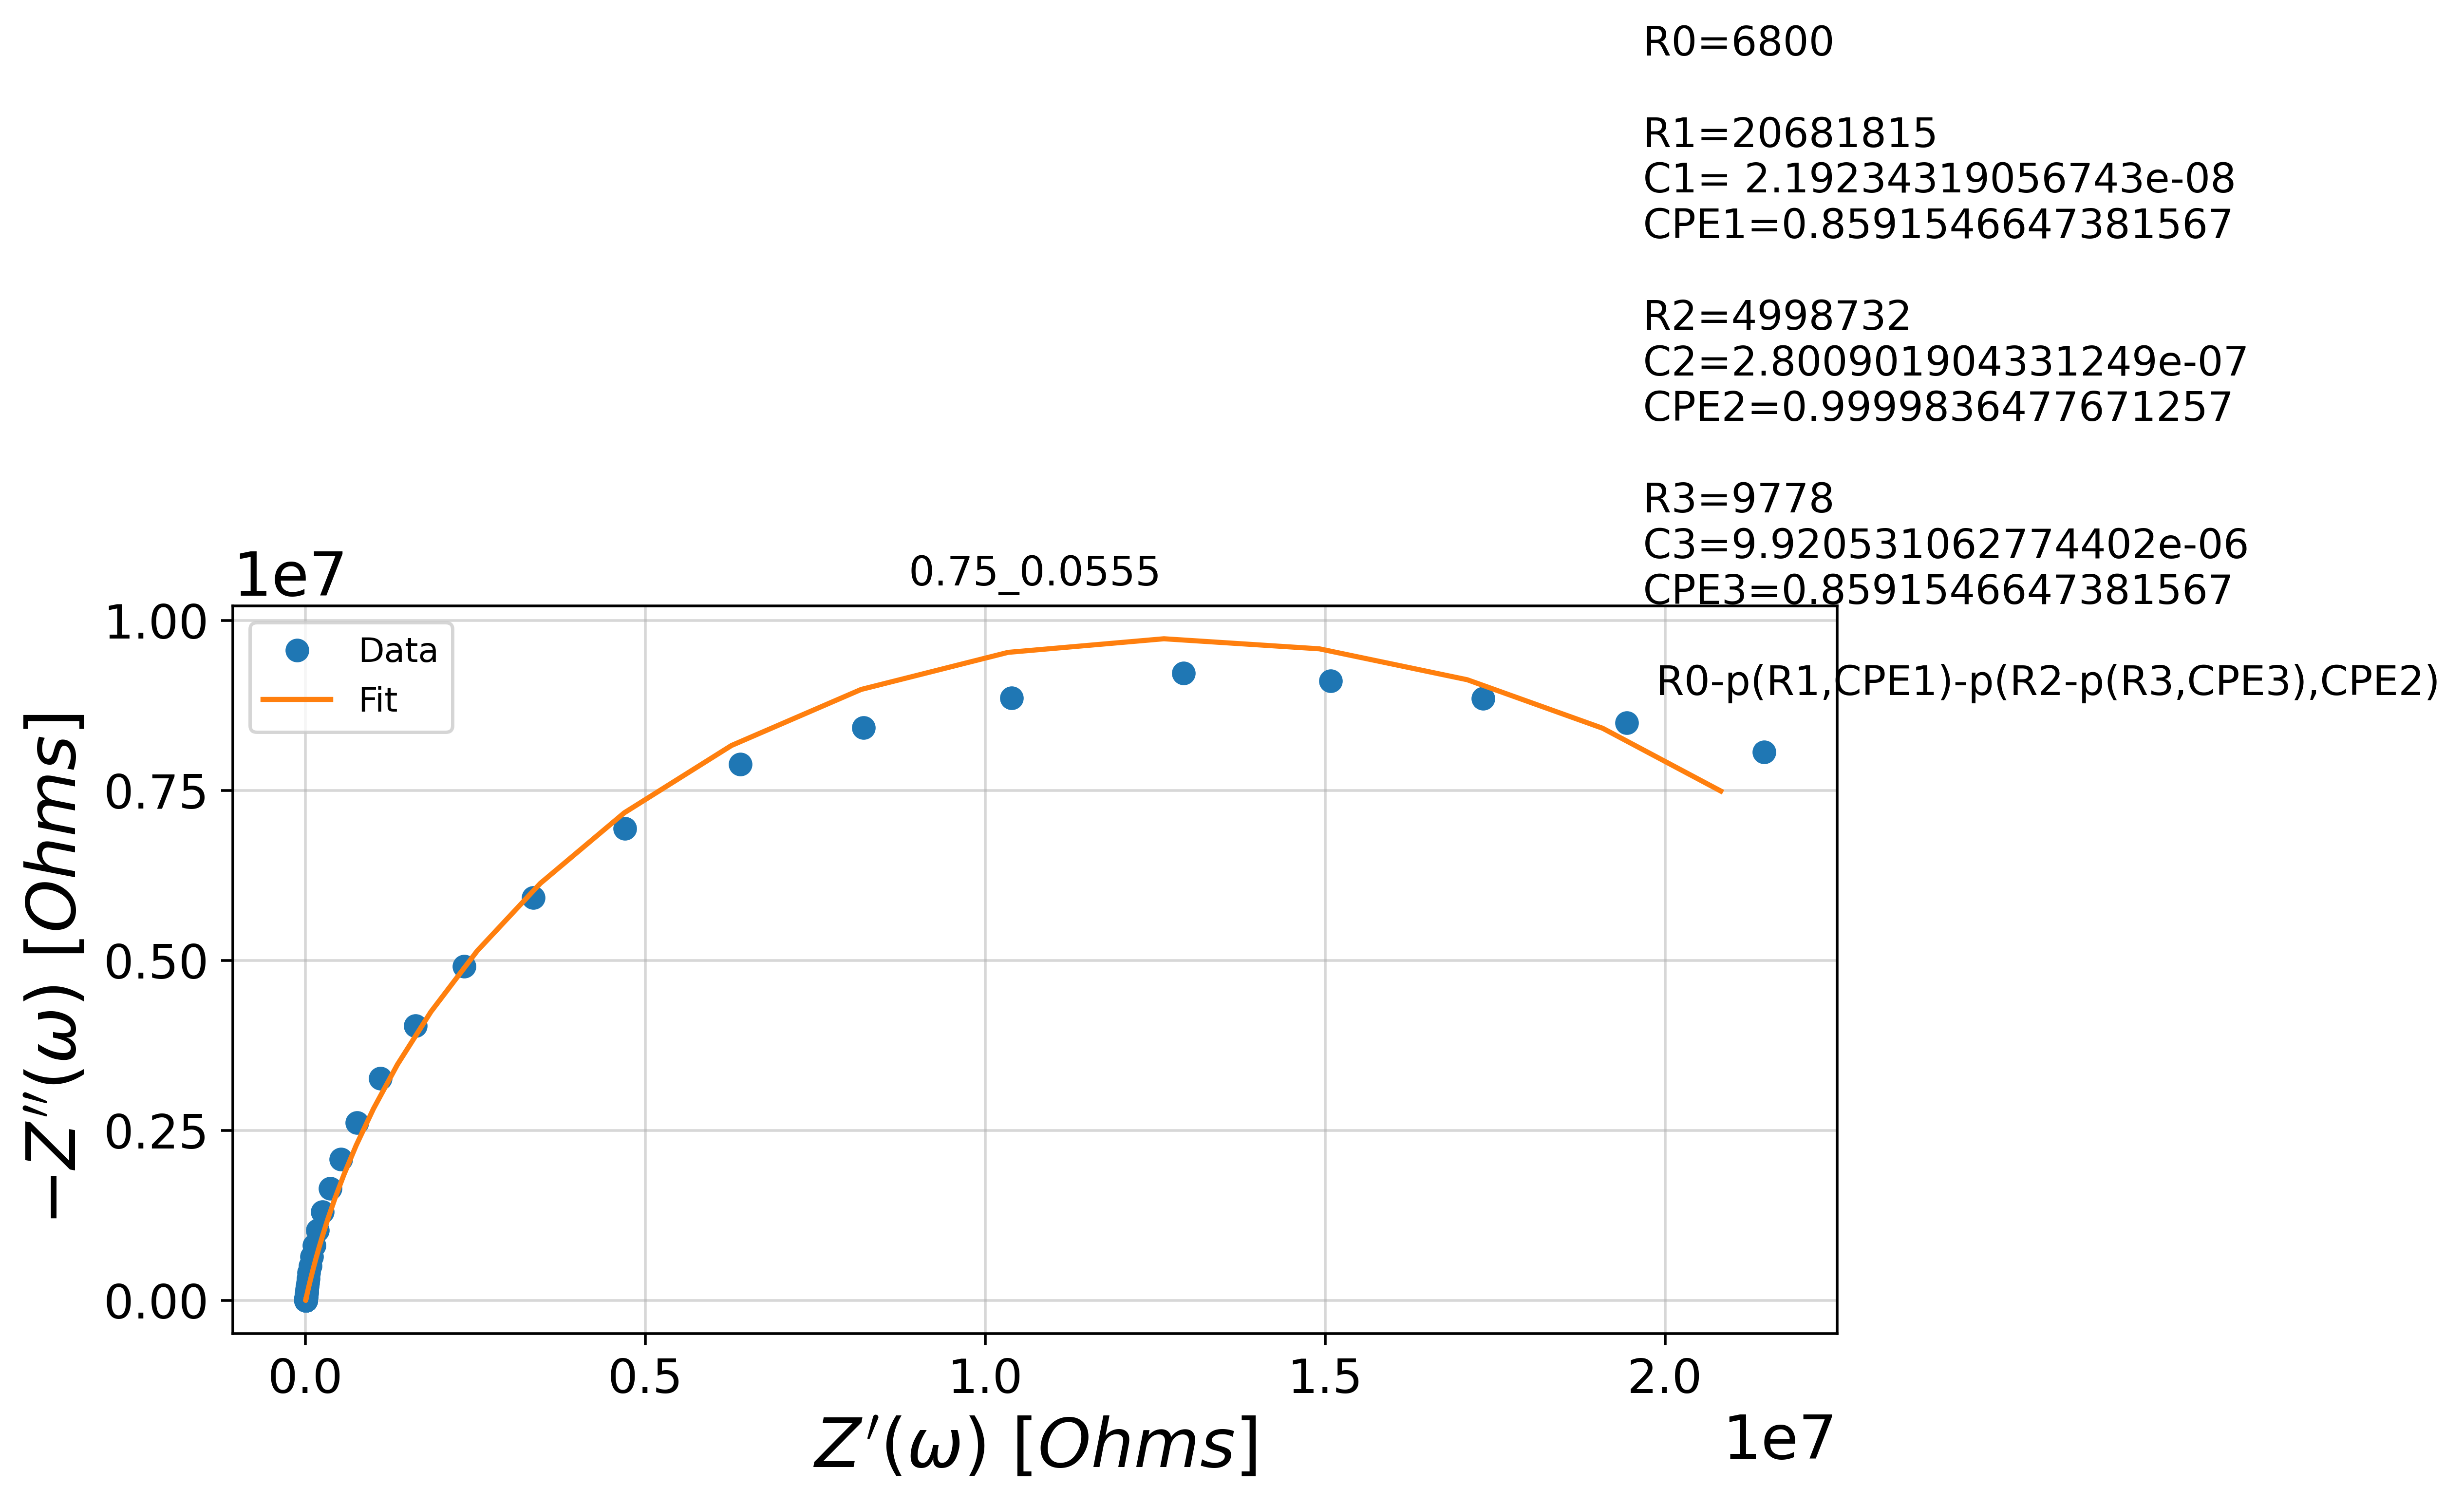 R0=6800
R1=20681815
C1= 2.19234319056743e-08
CPE1=0.8591546647381567
R2=4998732
C2=2.800901904331249e-07
CPE2=0.9999836477671257
R3=9778
C3=9.920531062774402e-06
CPE3=0.8591546647381567
1e7
0.75_0.0555
R0-p(R1,CPE1)-p(R2-p(R3,CPE3),CPE2)
Data
Fit
1.00
0.75
0.50
0.25
0.00
−Z′′(ω) [Ohms]
0.0 0.5 1.0 1.5 2.0
1e7
Z′(ω) [Ohms]